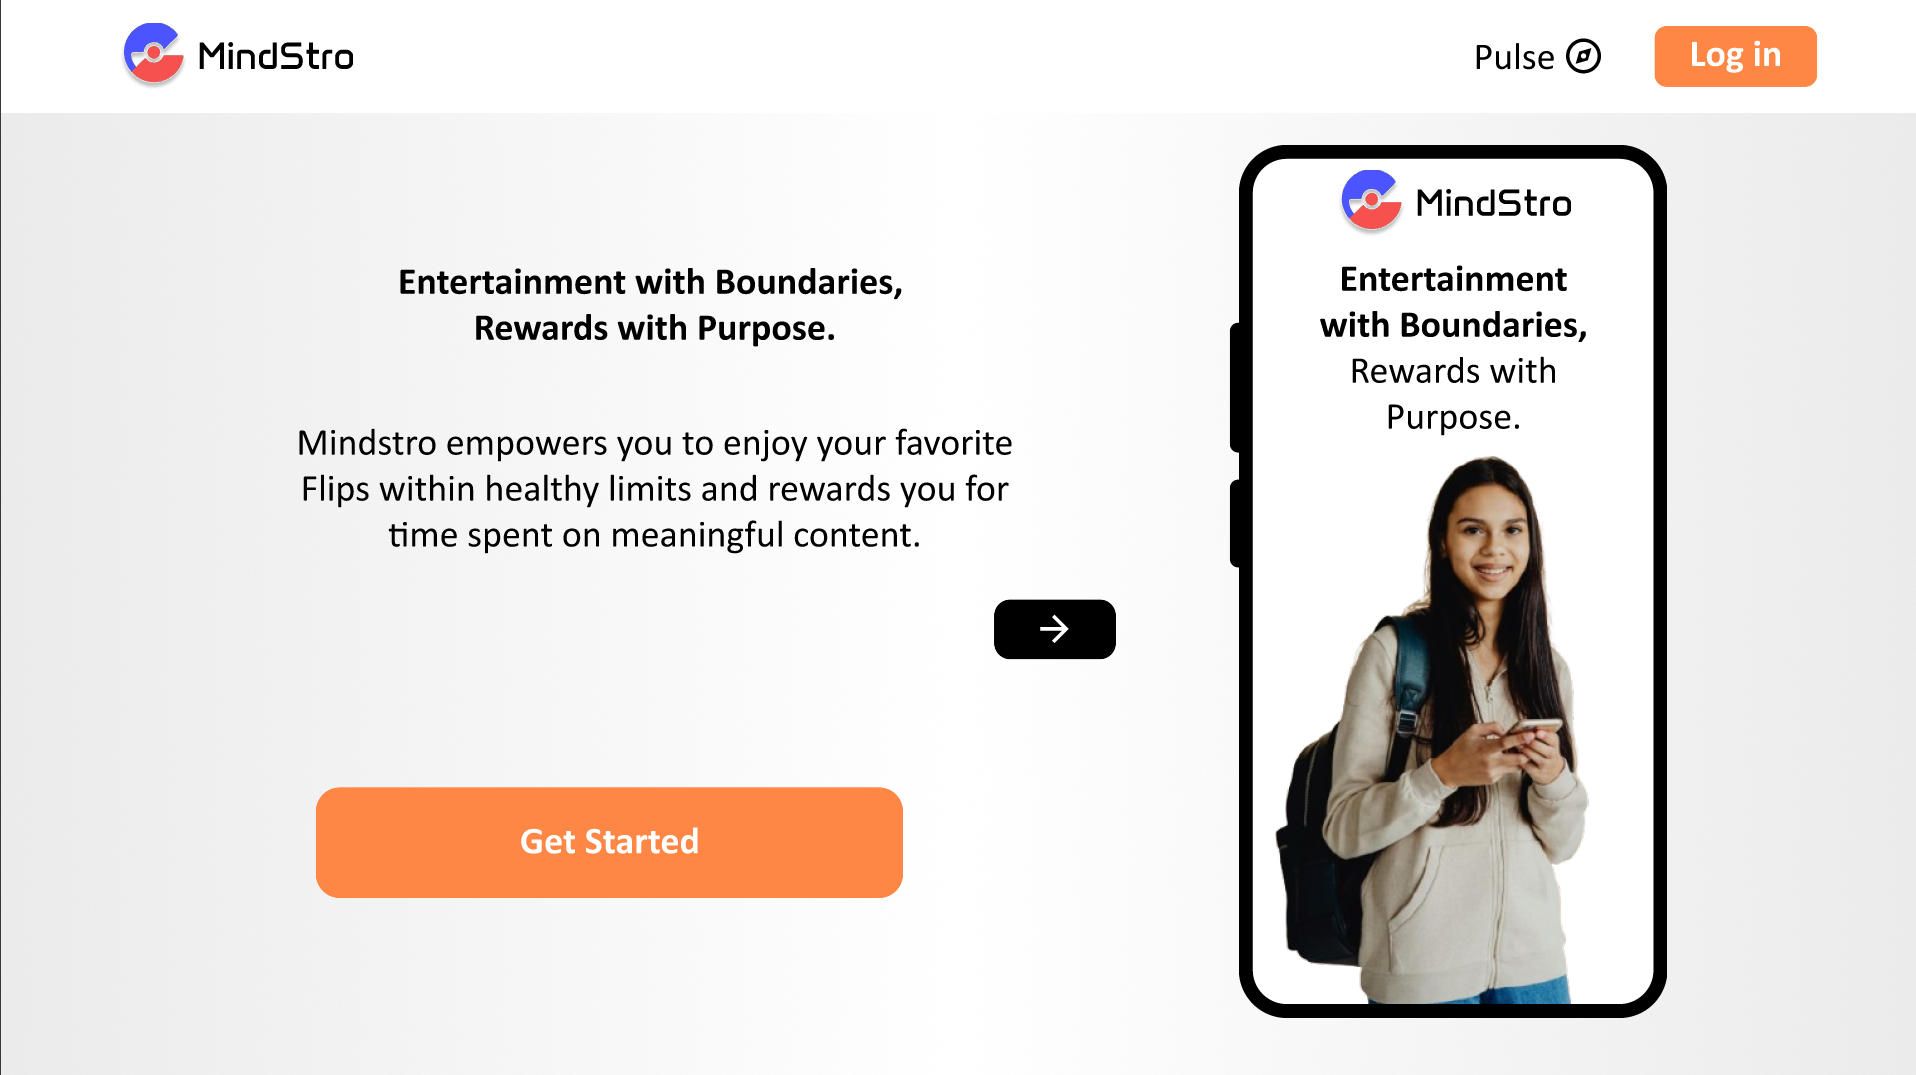 MindStro
Pulse
Log in
Entertainment with Boundaries,
Rewards with Purpose.
Mindstro empowers you to enjoy your favorite
Flips within healthy limits and rewards you for
time spent on meaningful content.
Get Started
MindStro
Entertainment
with Boundaries,
Rewards with
Purpose.